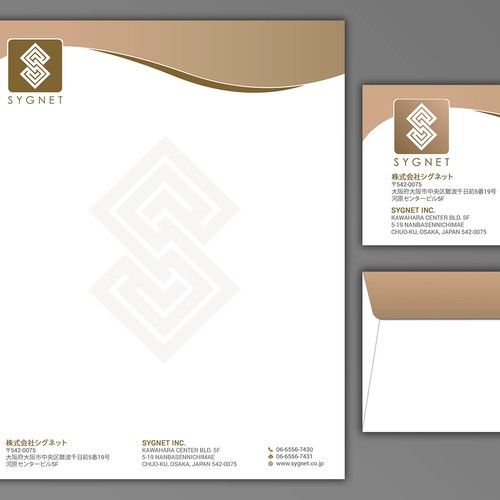 SYGNET
株式会社シグネット
〒542-0075
大阪府大阪市中央区難波千日前5番19号
河原センタービル5F
SYGNET INC.
KAWAHARA CENTER BLD. 5F
5-19 NANBASENNICHIMAE
CHUO-KU, OSAKA, JAPAN 542-0075
06-6556-7430
06-6556-7431
www.sygnet.co.jp
SYGNET
株式会社シグネット
〒542-0075
大阪府大阪市中央区難波千日前5番19号
河原センタービル5F
SYGNET INC.
KAWAHARA CENTER BLD. 5F
5-19 NANBASENNICHIMAE
CHUO-KU, OSAKA, JAPAN 542-0075